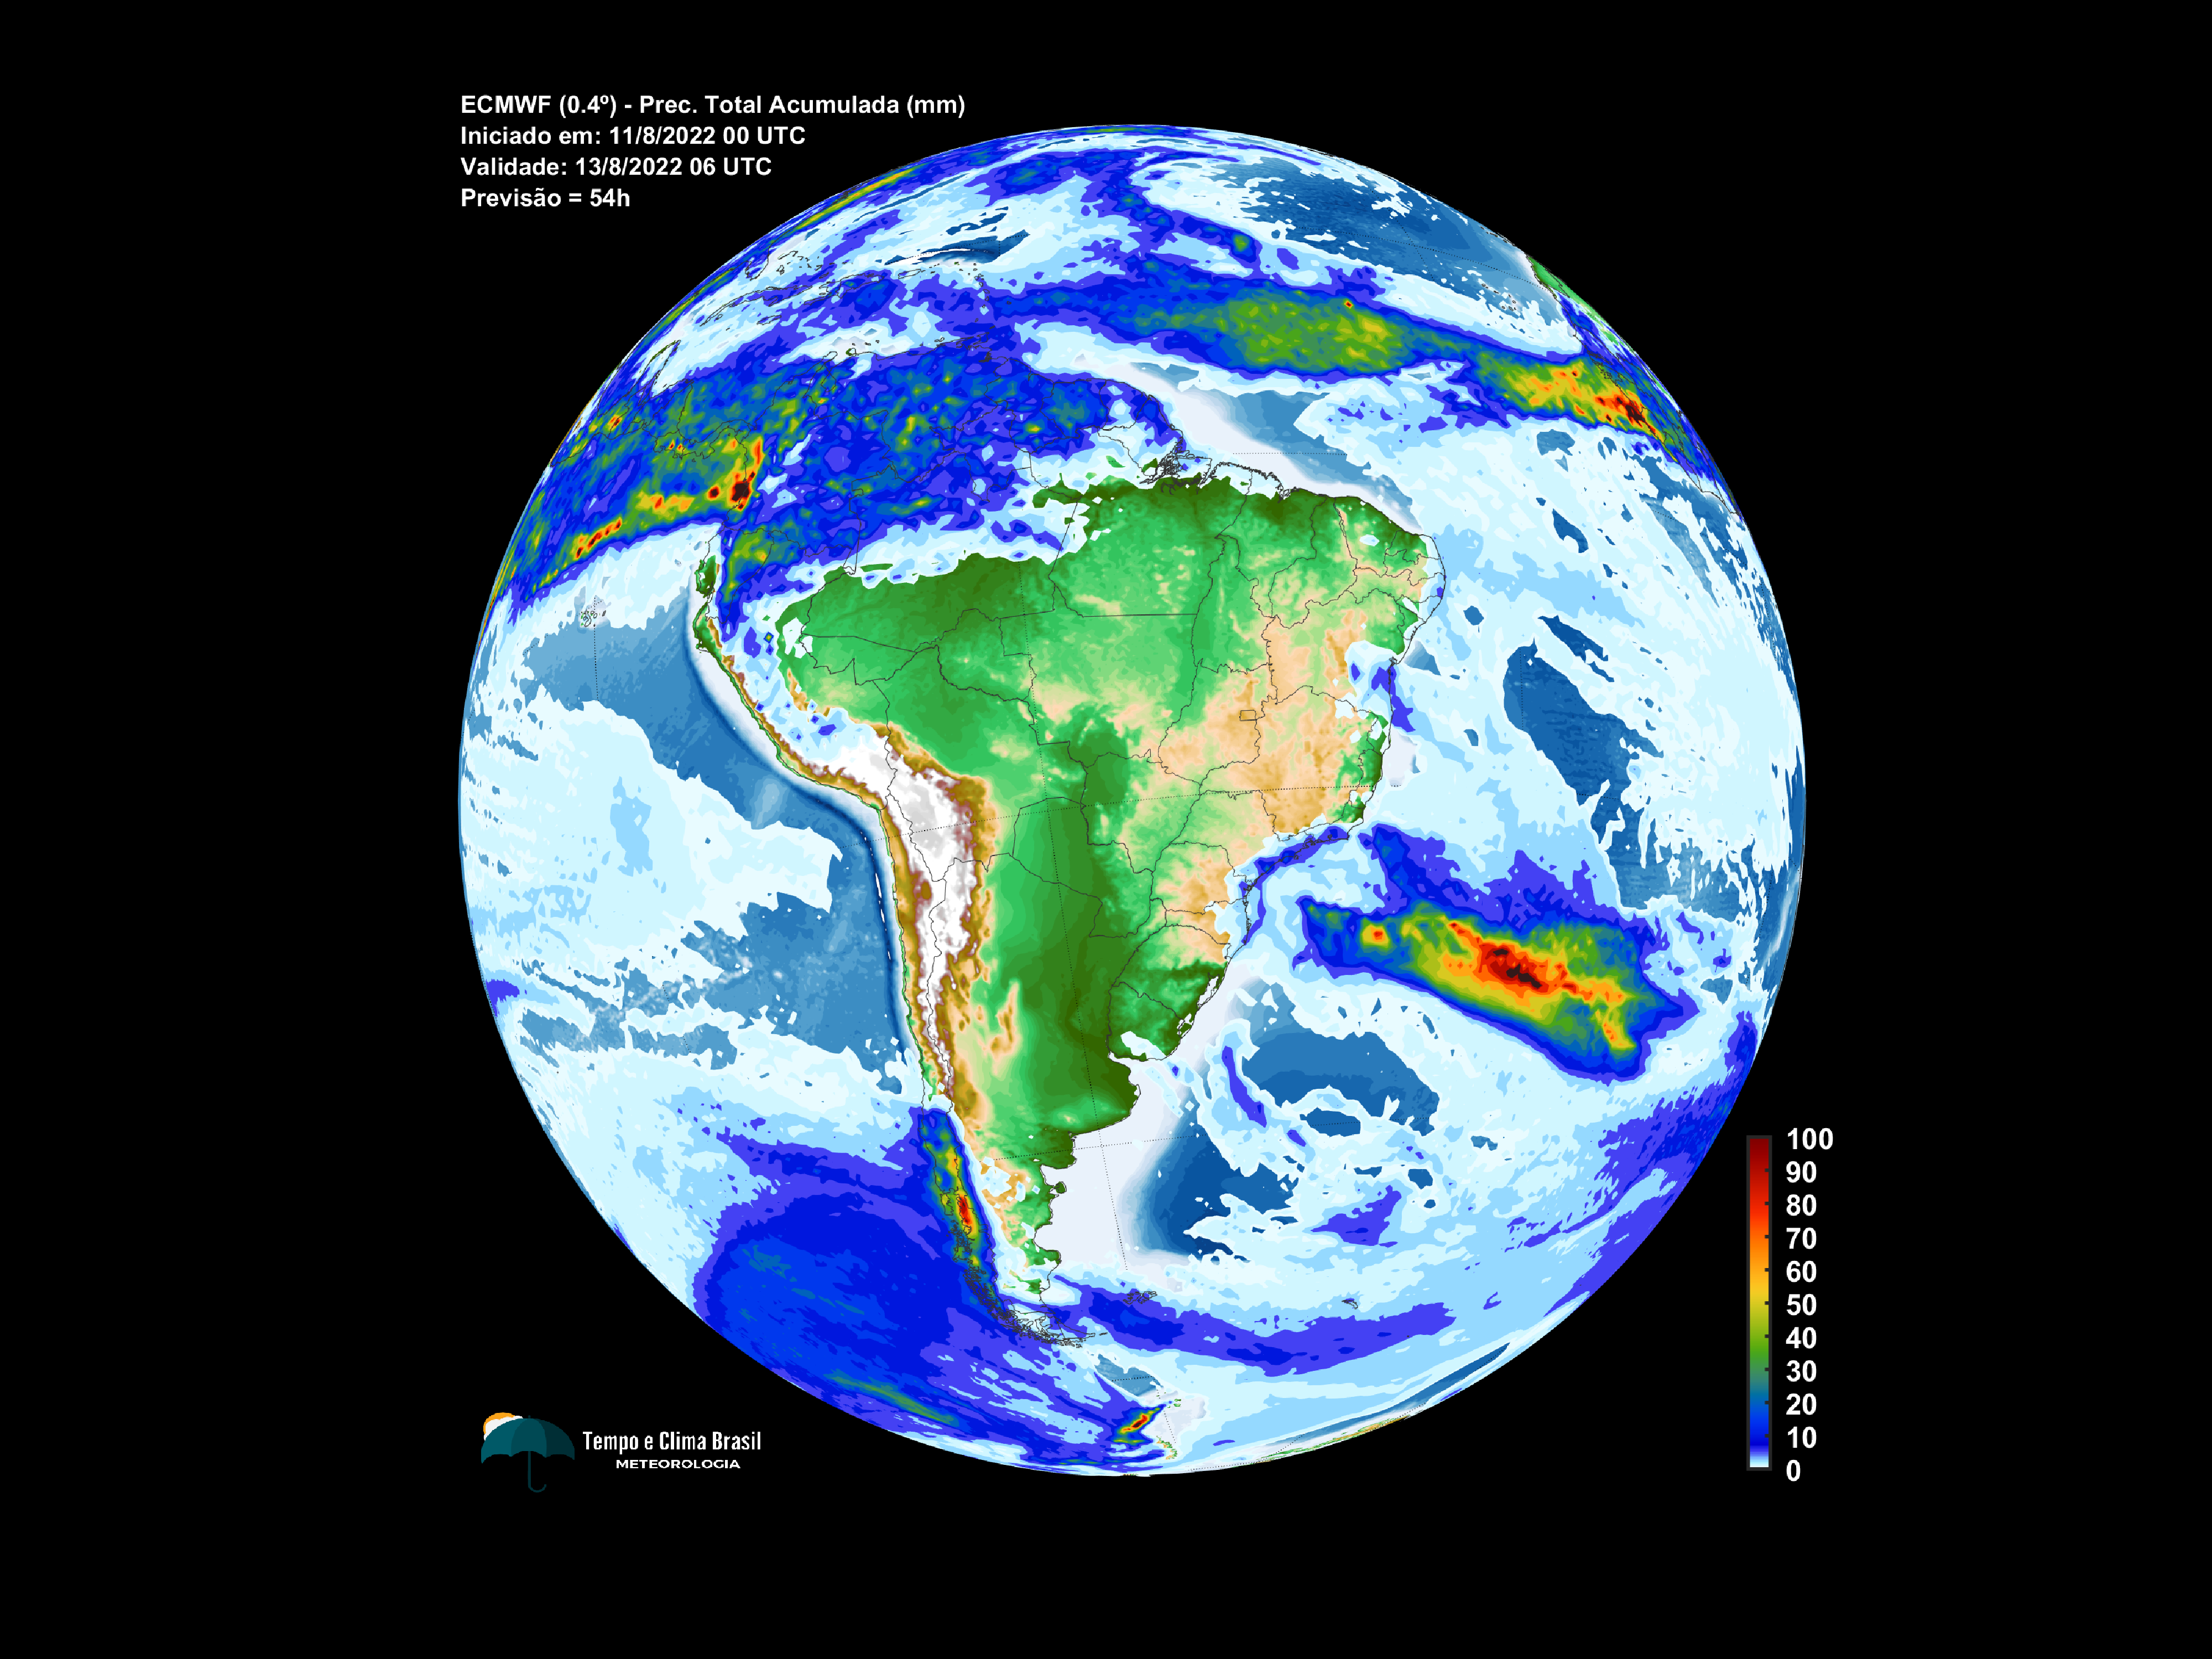 ECMWF (0.4º) - Prec. Total Acumulada (mm)
Iniciado em: 11/8/2022 00 UTC
Validade: 13/8/2022 06 UTC
Previsão = 54h
100
90
80
70
60
50
40
30
20
10
0
Tempo e Clima Brasil
METEOROLOGIA